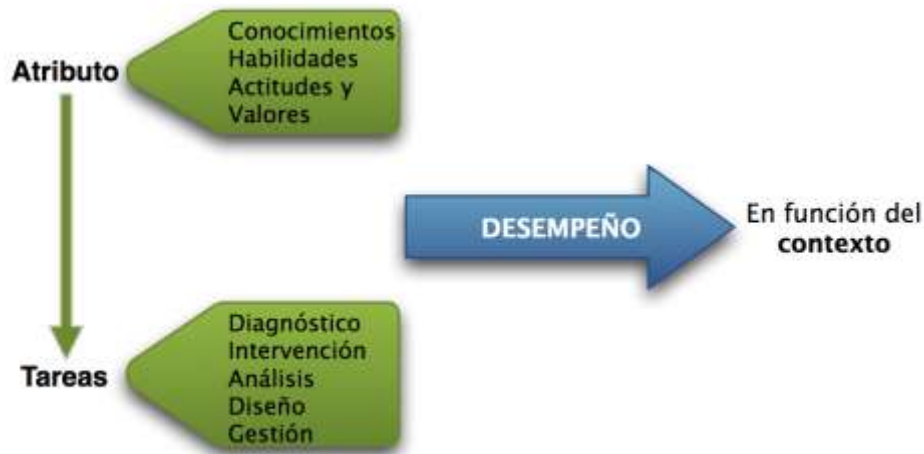 Atributo
Conocimientos
Habilidades
Actitudes y
Valores
DESEMPEÑO
En función del
contexto
Tareas
Diagnóstico
Intervención
Análisis
Diseño
Gestión